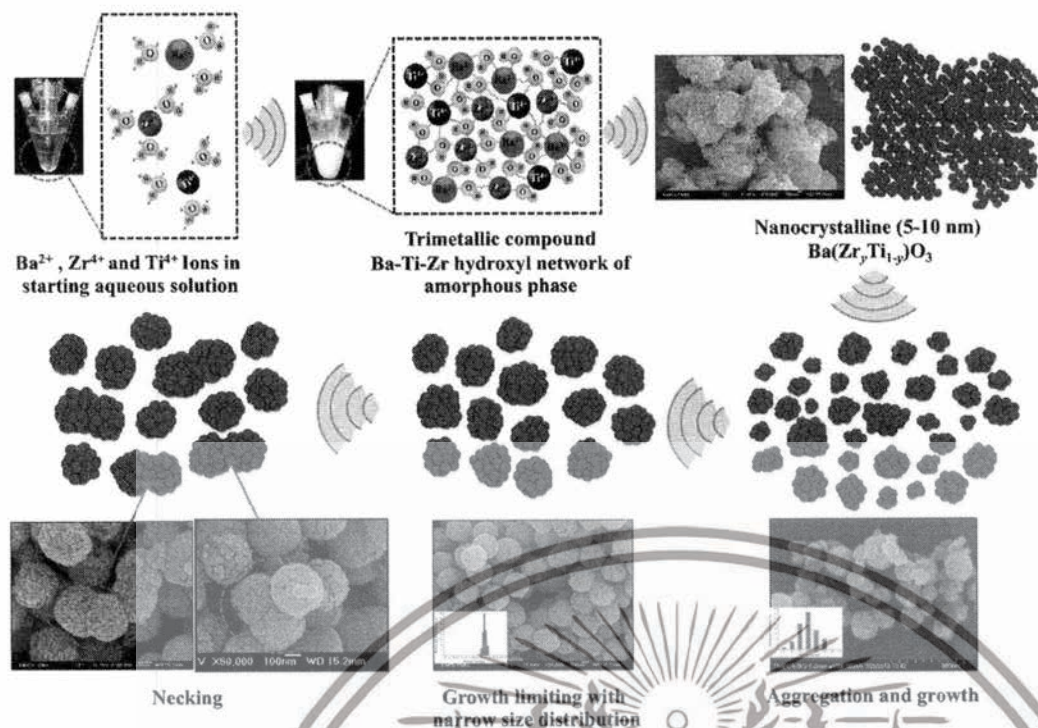 Ba²⁺ , Zr⁴⁺ and Ti⁴⁺ Ions in
starting aqueous solution
Trimetallic compound
Ba-Ti-Zr hydroxyl network of
amorphous phase
Nanocrystalline (5-10 nm)
Ba(ZrᵧTi₁₋ᵧ)O₃
V X50,000 100nm WD 15.2mm
Necking
Growth limiting with
narrow size distribution
Aggregation and growth